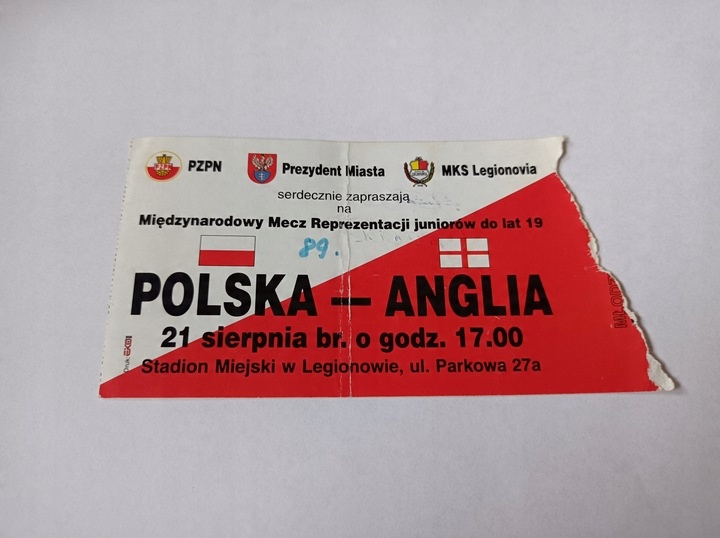 PZPN Prezydent Miasta MKS Legionovia
serdecznie zapraszają
na
Międzynarodowy Mecz Reprezentacji juniorów do lat 19
89.
POLSKA — ANGLIA
21 sierpnia br. o godz. 17.00
Stadion Miejski w Legionowie, ul. Parkowa 27a
Druk: